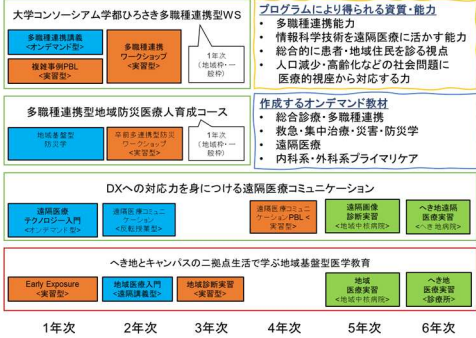 大学コンソーシアム学都ひろさき多職種連携型WS
多職種連携講義
<オンデマンド型>
複雑事例PBL
<実習型>
多職種連携
ワークショップ
<実習型>
1年次
(地域枠・一
般枠)
プログラムにより得られる資質・能力
• 多職種連携能力
• 情報科学技術を遠隔医療に活かす能力
• 総合的に患者・地域住民を診る視点
• 人口減少・高齢化などの社会問題に
医療的視座から対応する力
多職種連携型地域防災医療人育成コース
地域基盤型
防災学
卒前多連携型防災
ワークショップ
<実習型>
1年次
(地域枠・一
般枠)
作成するオンデマンド教材
• 総合診療・多職種連携
• 救急・集中治療・災害・防災学
• 遠隔医療
• 内科系・外科系プライマリケア
DXへの対応力を身につける遠隔医療コミュニケーション
遠隔医療
テクノロジー入門
<オンデマンド型>
遠隔医療コミュニ
ケーション
<反転授業型>
遠隔医療コミュニ
ケーションPBL<
実習型>
遠隔画像
診断実習
<地域中核病院>
へき地遠隔
医療実習
<へき地病院>
へき地とキャンパスの二拠点生活で学ぶ地域基盤型医学教育
Early Exposure
<実習型>
地域医療入門
<遠隔講義型>
地域診断実習
<実習型>
地域
医療実習
<地域中核病院>
へき地
医療実習
<診療所>
1年次
2年次
3年次
4年次
5年次
6年次